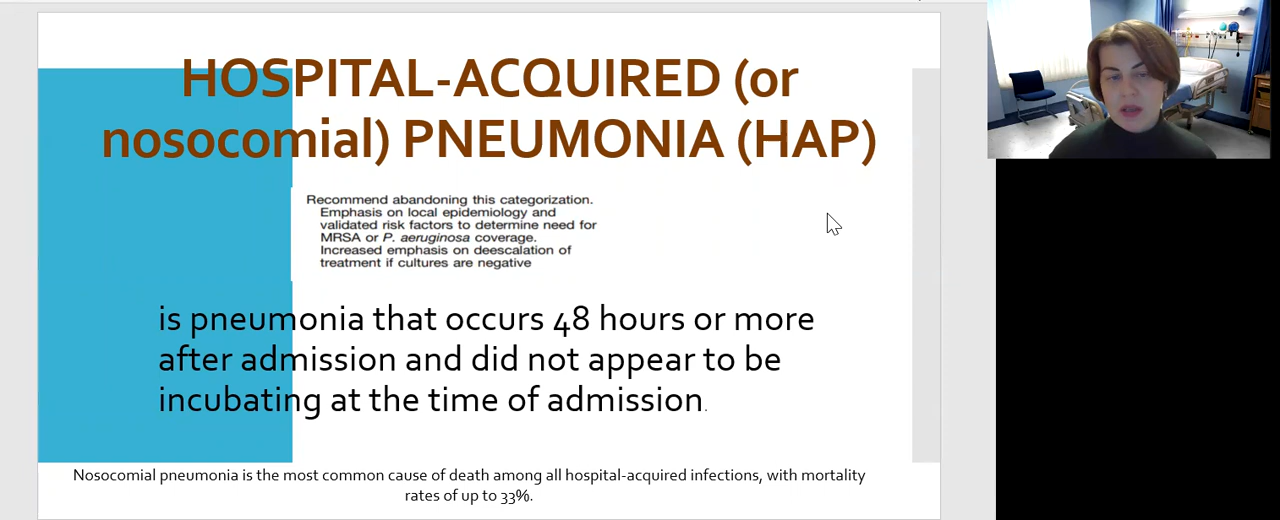 HOSPITAL-ACQUIRED (or
nosocomial) PNEUMONIA (HAP)
Recommend abandoning this categorization.
Emphasis on local epidemiology and
validated risk factors to determine need for
MRSA or P. aeruginosa coverage.
Increased emphasis on deescalation of
treatment if cultures are negative
is pneumonia that occurs 48 hours or more
after admission and did not appear to be
incubating at the time of admission.
Nosocomial pneumonia is the most common cause of death among all hospital-acquired infections, with mortality
rates of up to 33%.